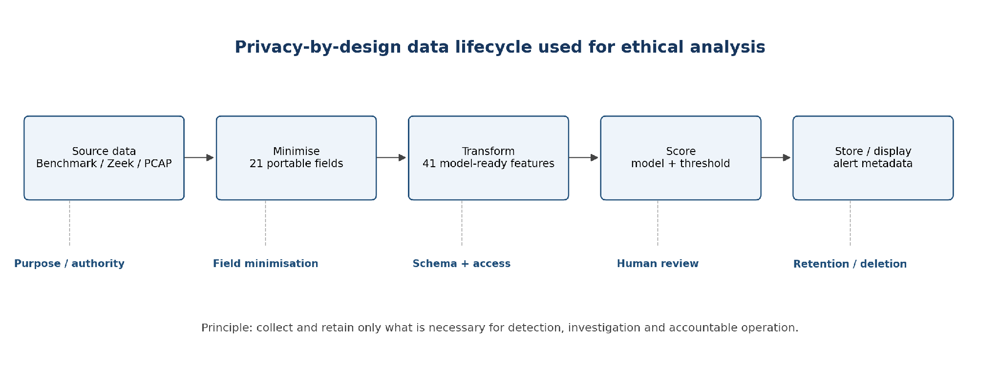 Privacy-by-design data lifecycle used for ethical analysis
Source data
Benchmark / Zeek / PCAP
Minimise
21 portable fields
Transform
41 model-ready features
Score
model + threshold
Store / display
alert metadata
Purpose / authority
Field minimisation
Schema + access
Human review
Retention / deletion
Principle: collect and retain only what is necessary for detection, investigation and accountable operation.